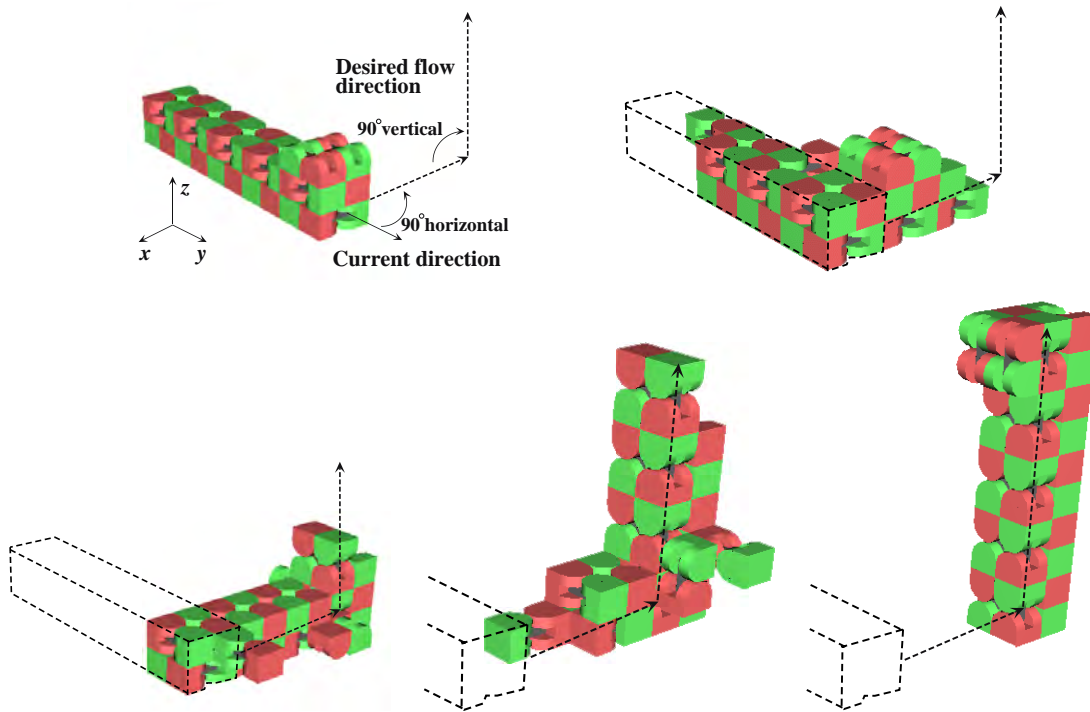 Desired flow
direction
90°vertical
z
90°horizontal
x
y
Current direction